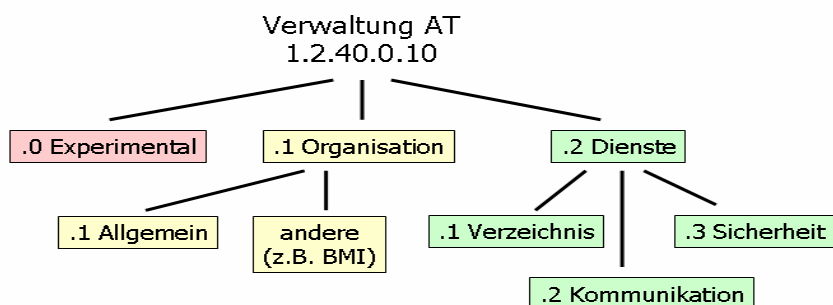 Verwaltung AT
1.2.40.0.10
.0 Experimental
.1 Organisation
.2 Dienste
.1 Allgemein
andere
(z.B. BMI)
.1 Verzeichnis
.3 Sicherheit
.2 Kommunikation